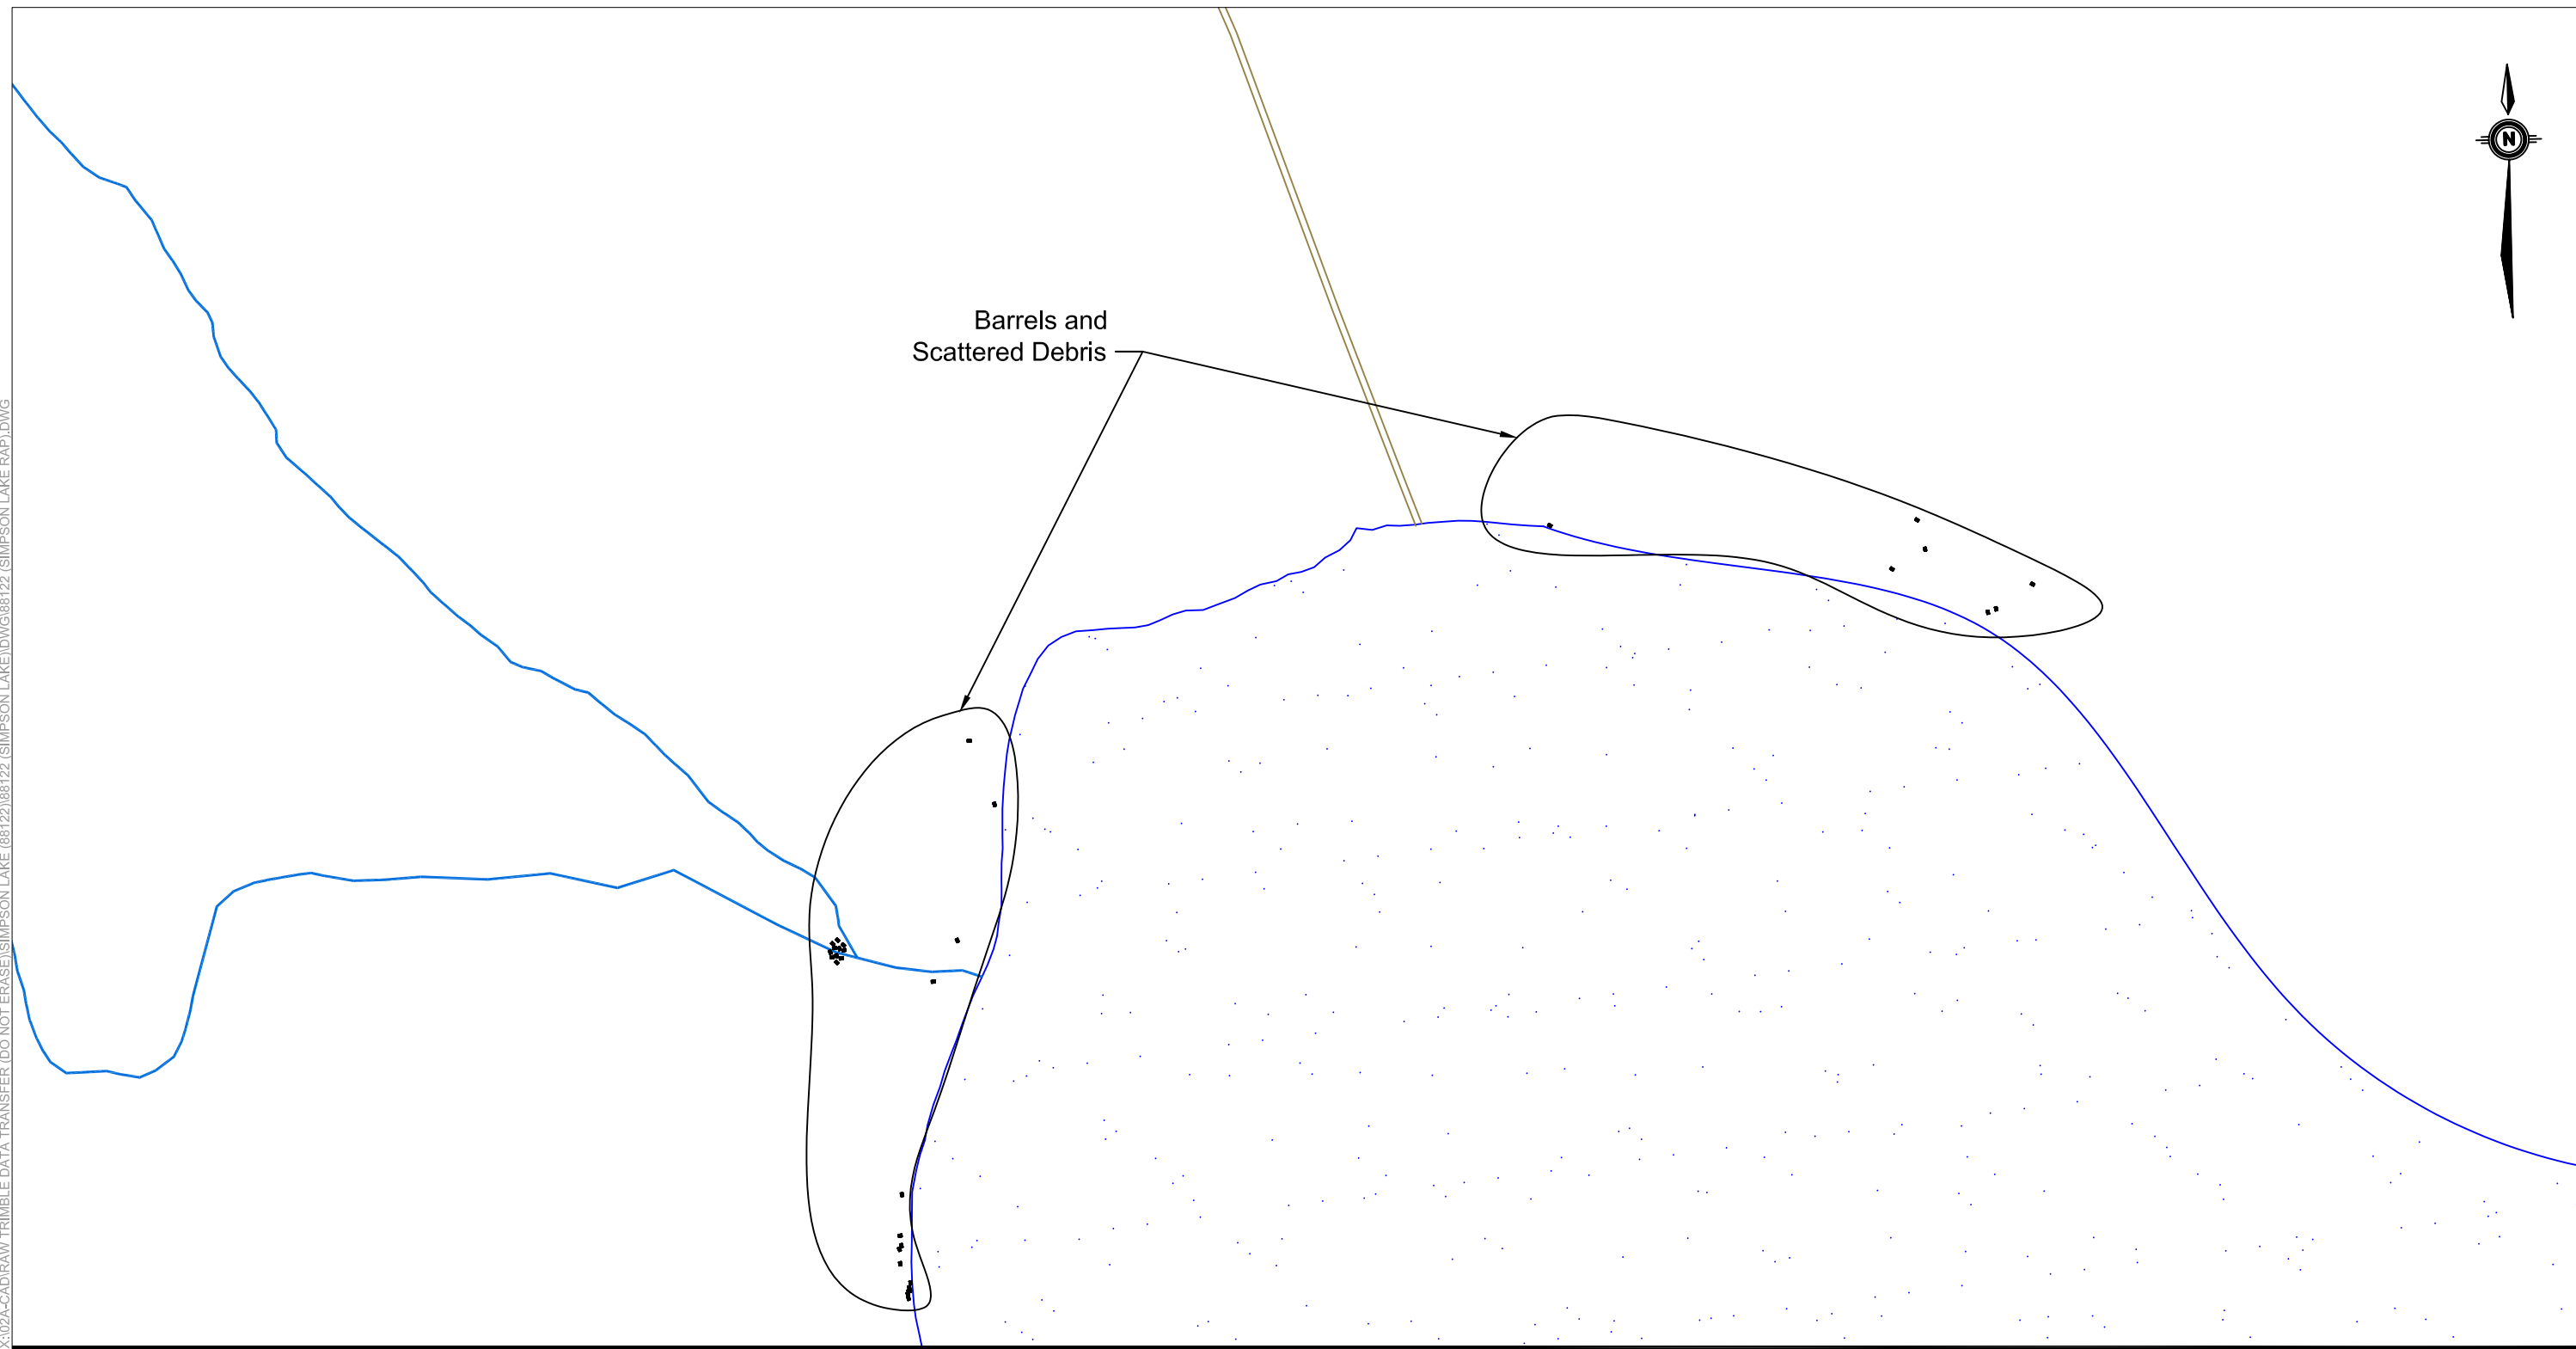 Barrels and
Scattered Debris
N
X:\02A-CAD\RAW TRIMBLE DATA TRANSFER (DO NOT ERASE)\SIMPSON LAKE (88122)\88122 (SIMPSON LAKE)\DWG\88122 (SIMPSON LAKE RAP).DWG